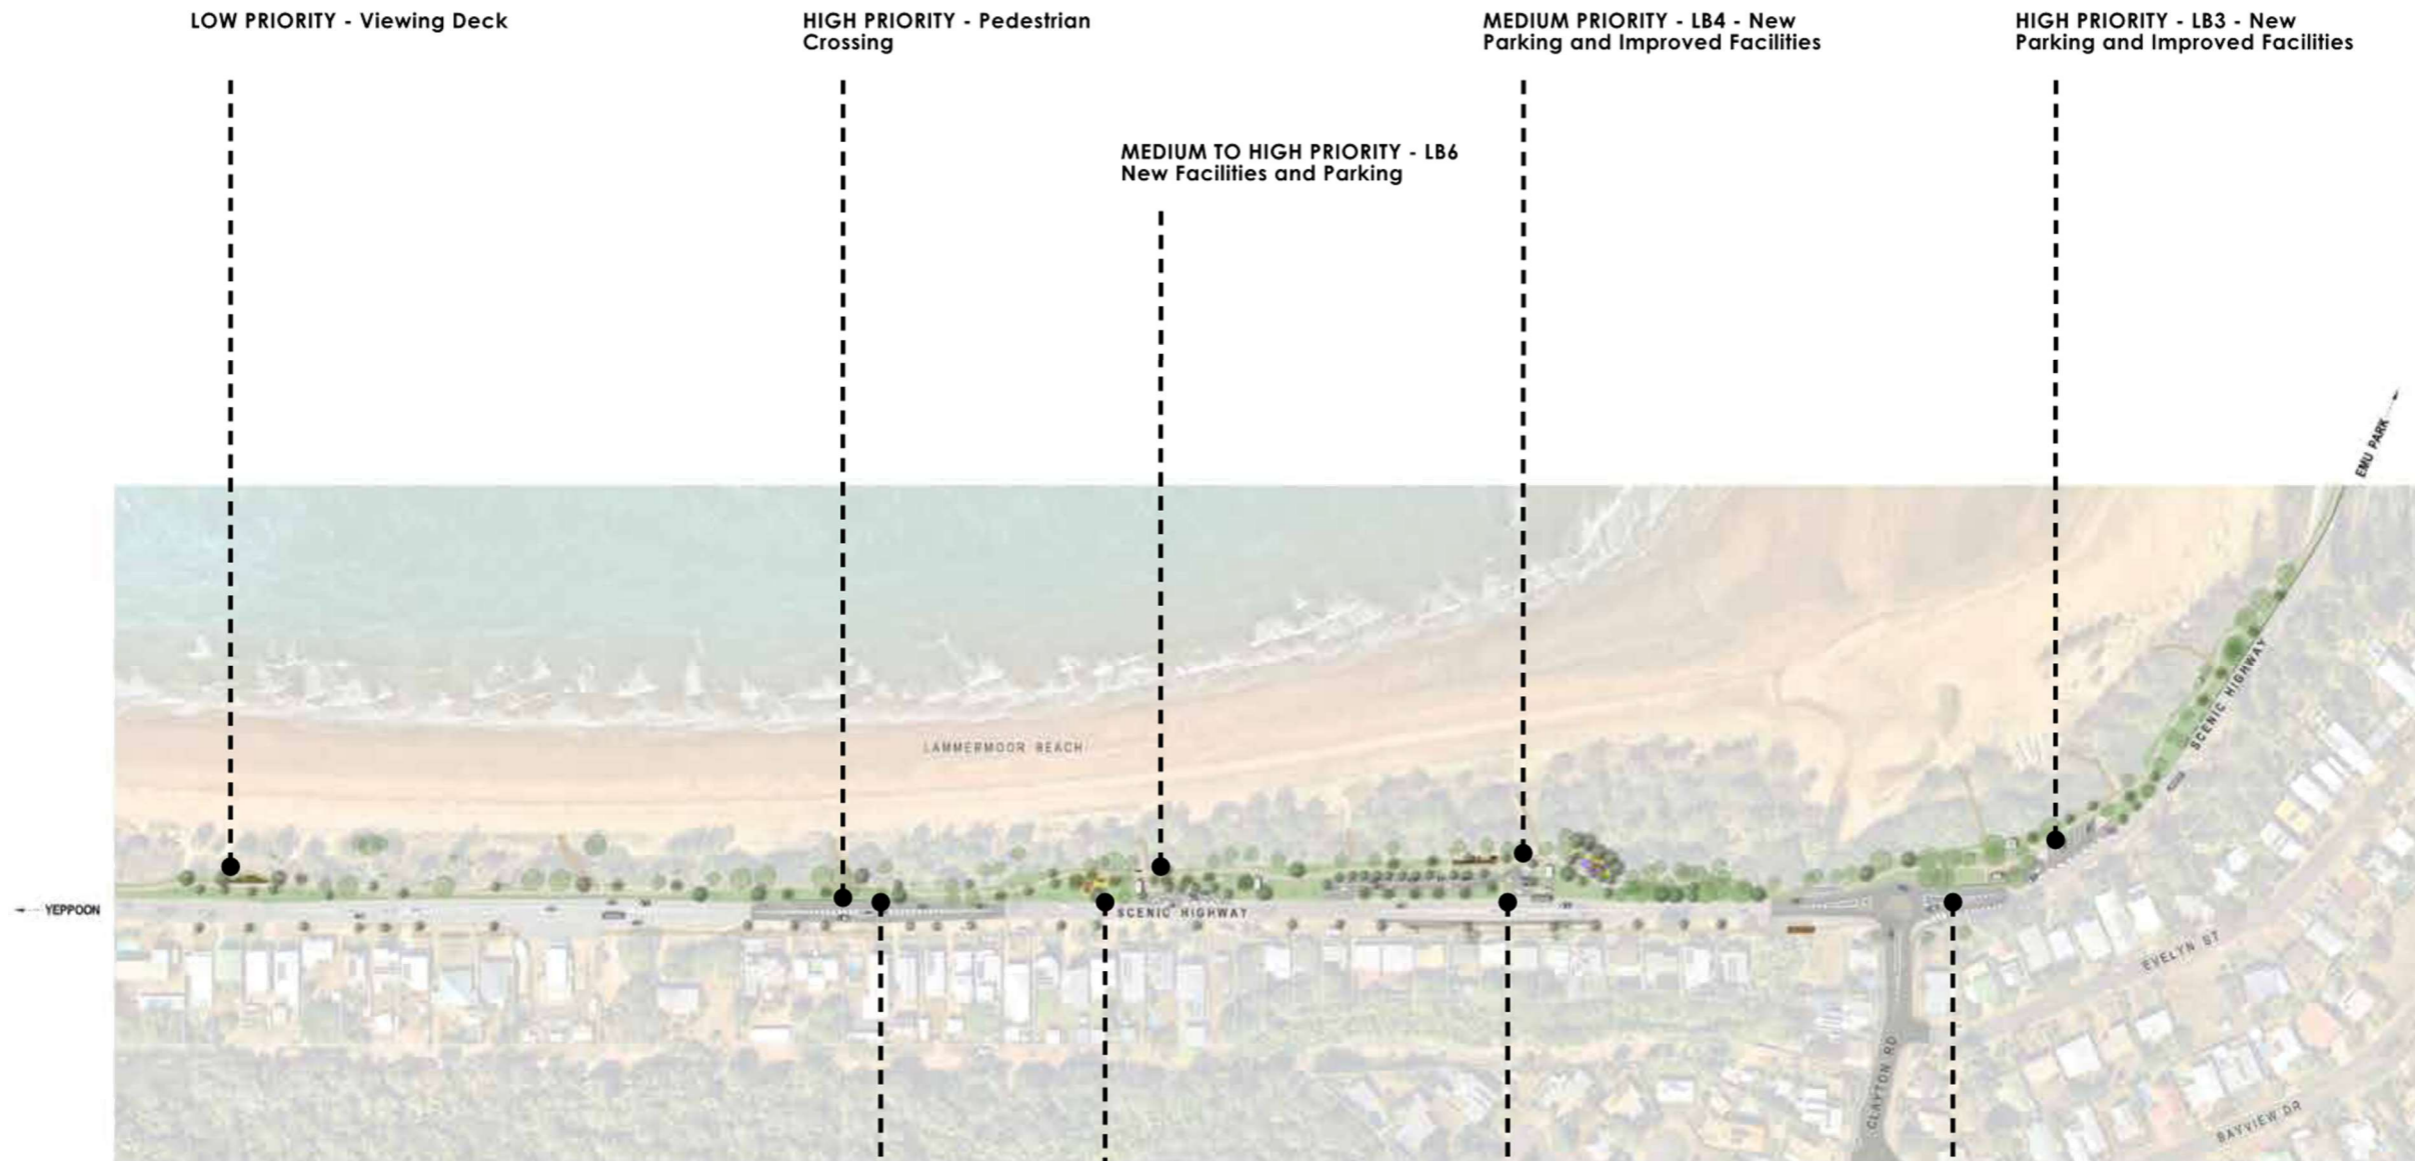 LOW PRIORITY - Viewing Deck
HIGH PRIORITY - Pedestrian
Crossing
MEDIUM PRIORITY - LB4 - New
Parking and Improved Facilities
HIGH PRIORITY - LB3 - New
Parking and Improved Facilities
MEDIUM TO HIGH PRIORITY - LB6
New Facilities and Parking
EMU PARK
SCENIC HIGHWAY
LAMMERMOOR BEACH
YEPPOON
SCENIC HIGHWAY
EVELYN ST
CLAYTON RD
BAYVIEW DR